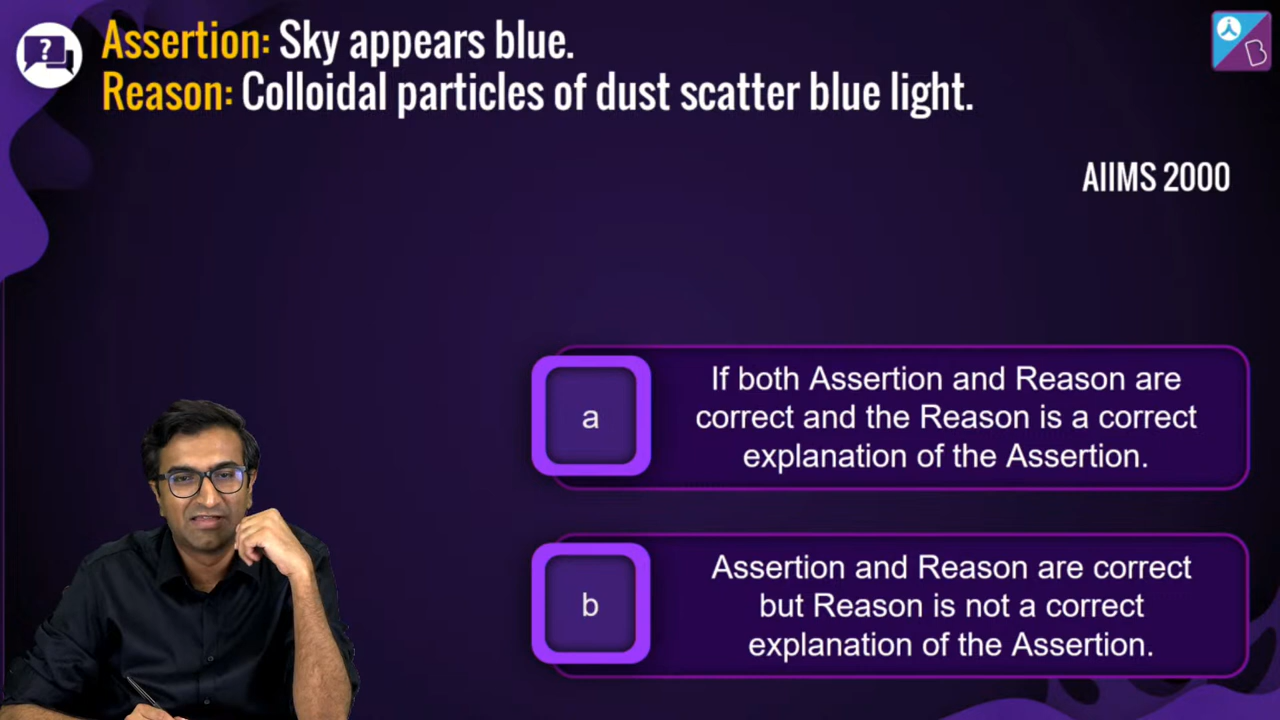 ?
Assertion: Sky appears blue.
Reason: Colloidal particles of dust scatter blue light.
B
AIIMS 2000
a
If both Assertion and Reason are
correct and the Reason is a correct
explanation of the Assertion.
b
Assertion and Reason are correct
but Reason is not a correct
explanation of the Assertion.